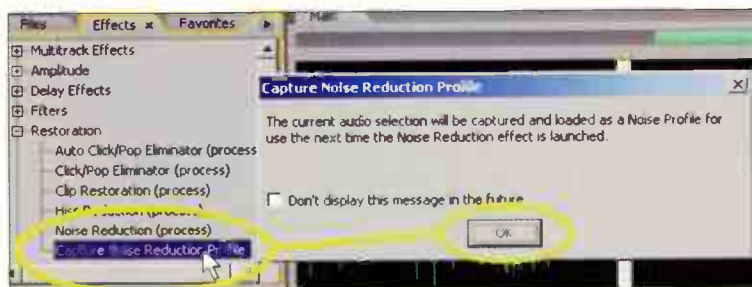 Files Effects x Favorites
Main
Multitrack Effects
Amplitude
Delay Effects
Filters
Restoration
Auto Click/Pop Eliminator (process
Click/Pop Eliminator (process)
Clip Restoration (process)
Hiss Reduction (process)
Noise Reduction (process)
Capture Noise Reduction Profile
Capture Noise Reduction Profile
The current audio selection will be captured and loaded as a Noise Profile for
use the next time the Noise Reduction effect is launched.
Don't display this message in the future
OK